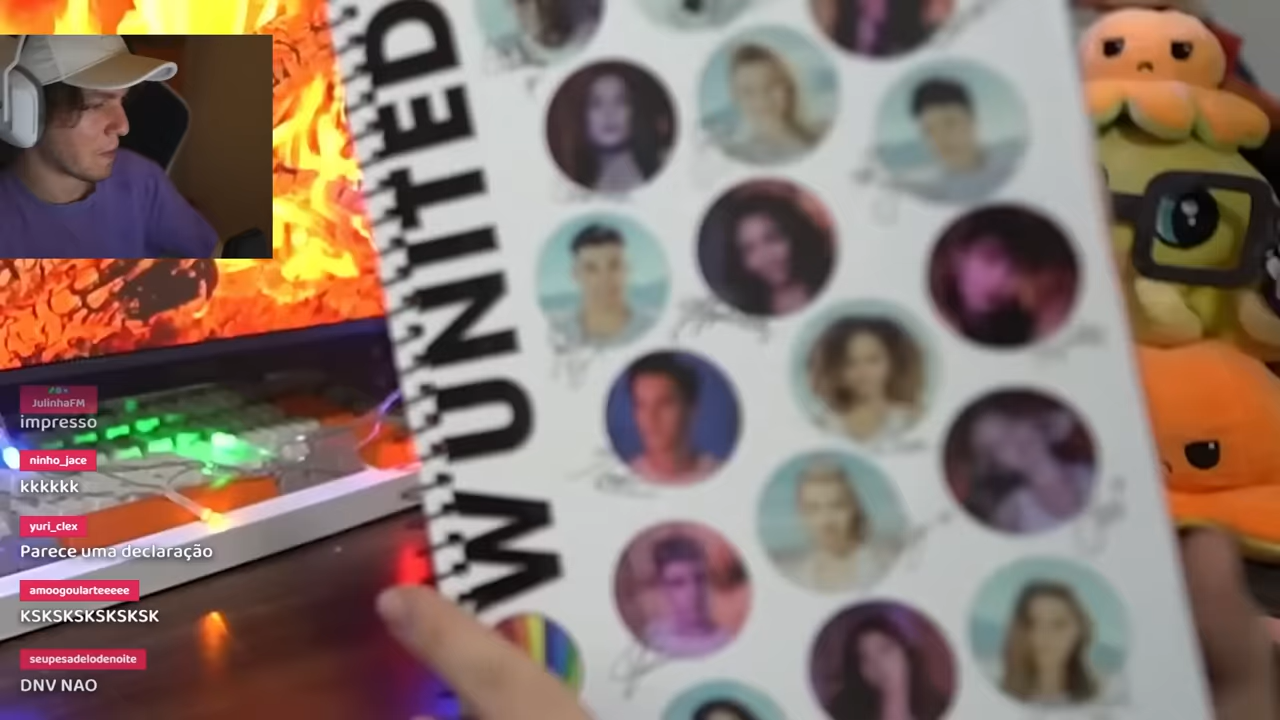 W UNITED
JulinhaFM
impresso
ninho_jace
kkkkkk
yuri_clex
Parece uma declaração
amoogoularteeeee
KSKSKSKSKSKSK
seupesadelodenoite
DNV NAO